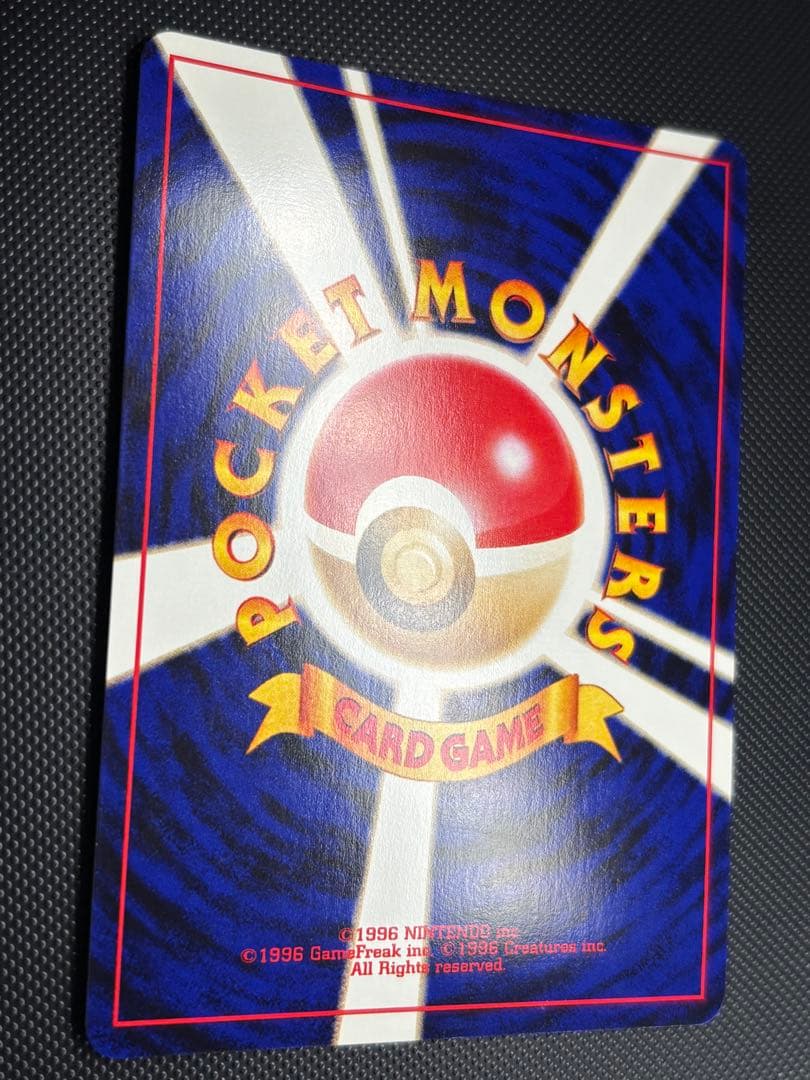 POCKET MONSTERS
CARD GAME
©1996 NINTENDO inc.
©1996 GameFreak inc. ©1996 Creatures inc.
All Rights reserved.